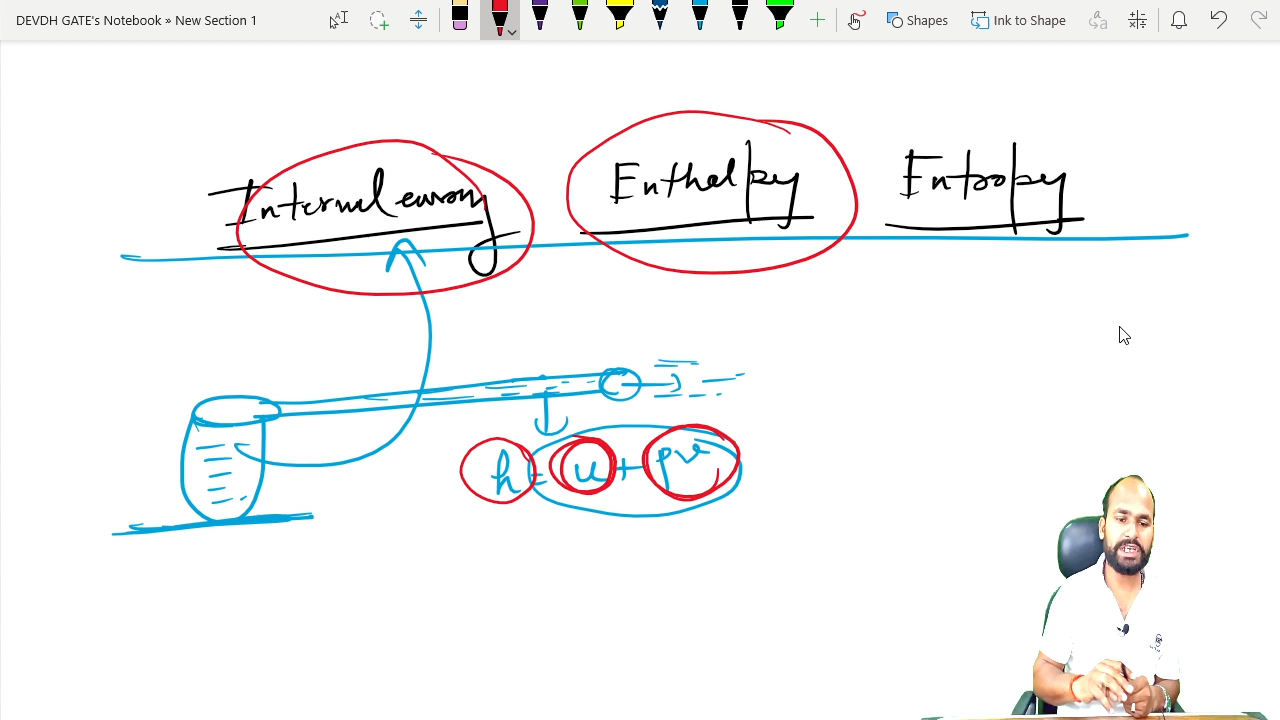 DEVDH GATE's Notebook » New Section 1
Shapes
Ink to Shape
Internal energy Enthalpy Entropy
h = u + pv